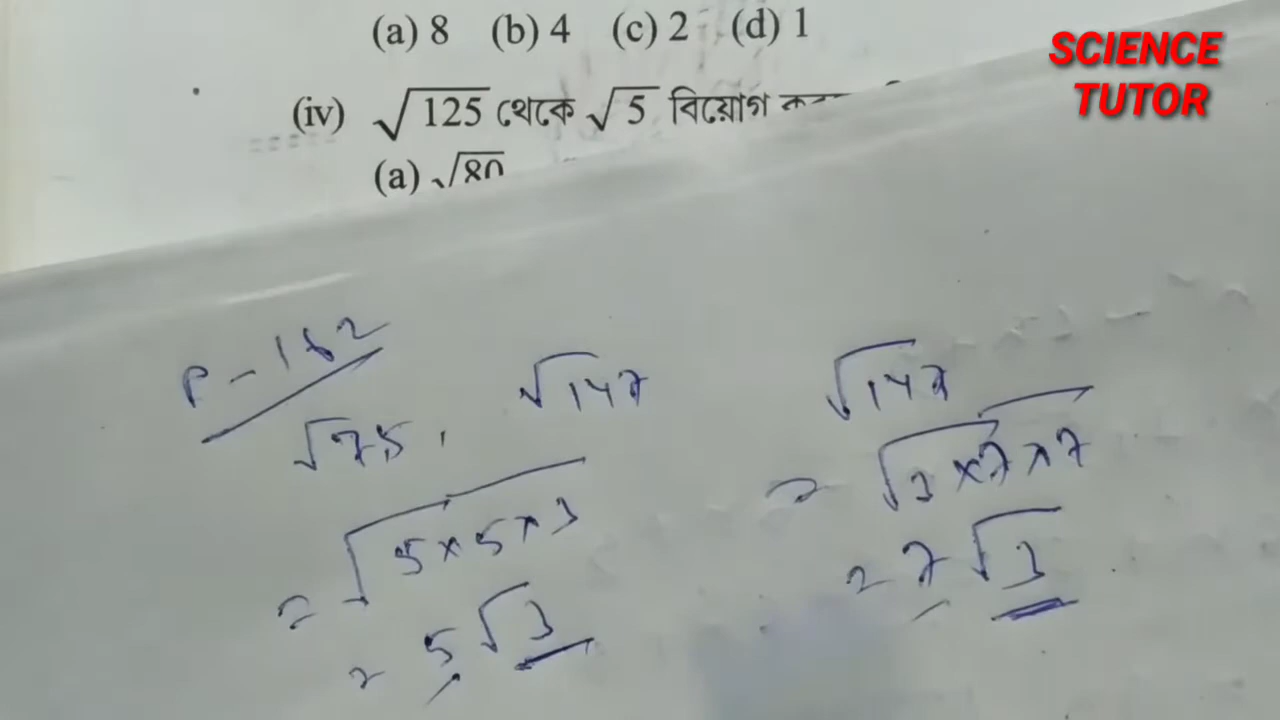 (a) 8 (b) 4 (c) 2 (d) 1
SCIENCE
TUTOR
(iv) √125 থেকে √5 বিয়োগ
(a) √80
P - 162
√75, √147
= √5×5×3
= 5√3
√147
= √3×7×7
= 7√3